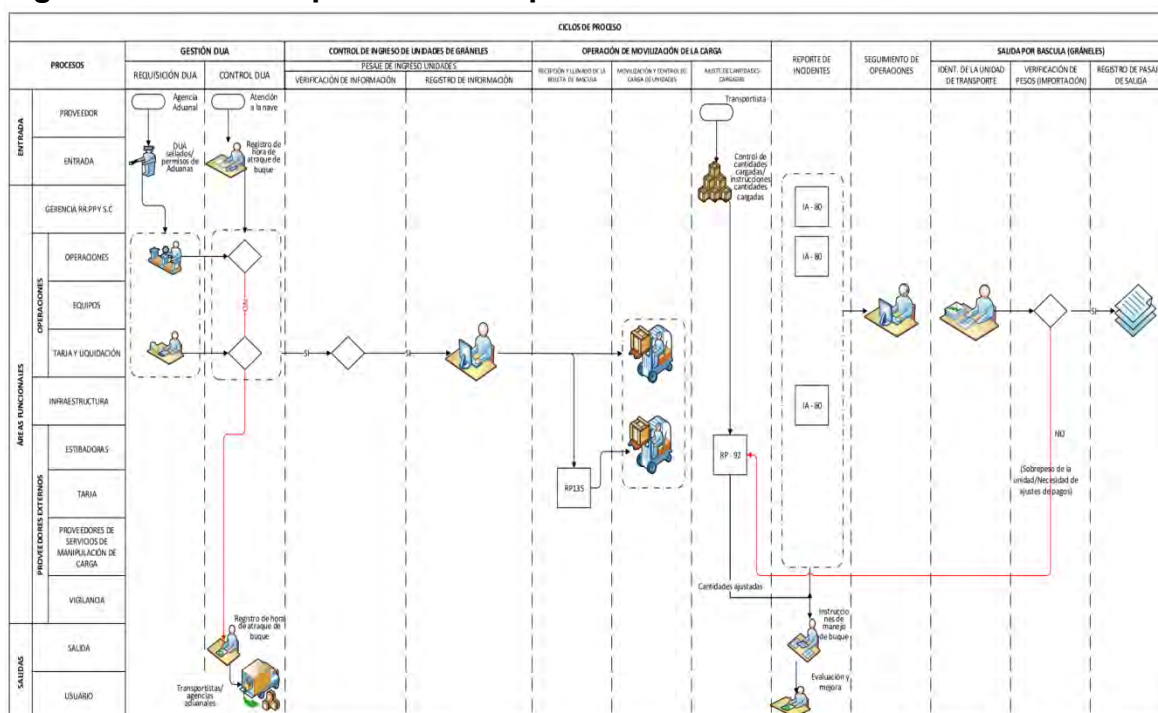 CICLOS DE PROCESO
PROCESOS
GESTIÓN DUA
CONTROL DE INGRESO DE UNIDADES DE GRÁNELES
OPERACIÓN DE MOVILIZACIÓN DE LA CARGA
REPORTE DE
INCIDENTES
SEGUIMIENTO DE
OPERACIONES
SALIDA POR BASCULA (GRÁNELES)
REQUISICIÓN DUA
CONTROL DUA
PESAJE DE INGRESO UNIDADES
VERIFICACIÓN DE INFORMACIÓN
REGISTRO DE INFORMACIÓN
RECEPCIÓN Y LLENADO DE LA
BOLETA DE BASCULA
MOVILIZACIÓN Y CONTROL DE
CARGA DE UNIDADES
AJUSTE DE CANTIDADES
CARGADAS
IDENT. DE LA UNIDAD
DE TRANSPORTE
VERIFICACIÓN DE
PESOS (IMPORTACIÓN)
REGISTRO DE PASAJE
DE SALIDA
ENTRADA
PROVEEDOR
Agencia
Aduanal
Atención
a la nave
Transportista
ENTRADA
DUA
sellados/
permisos de
Aduanas
Registro de
hora de
atraque de
buque
Control de
cantidades
cargadas/
instrucciones
cantidades
cargadas
ÁREAS FUNCIONALES
GERENCIA RR.PP Y S.C
IA - 80
OPERACIONES
OPERACIONES
IA - 80
EQUIPOS
NO
SI
TARJA Y LIQUIDACIÓN
SI
SI
INFRAESTRUCTURA
IA - 80
PROVEEDORES EXTERNOS
ESTIBADORAS
RP - 92
NO
TARJA
RP135
(Sobrepeso de la
unidad/Necesidad de
ajustes de pagos)
PROVEEDORES DE
SERVICIOS DE
MANIPULACIÓN DE
CARGA
VIGILANCIA
Cantidades ajustadas
SALIDAS
SALIDA
Registro de hora
de atraque de
buque
Instruccio
nes de
manejo
de buque
USUARIO
Transportistas/
agencias
aduanales
Evaluación y
mejora